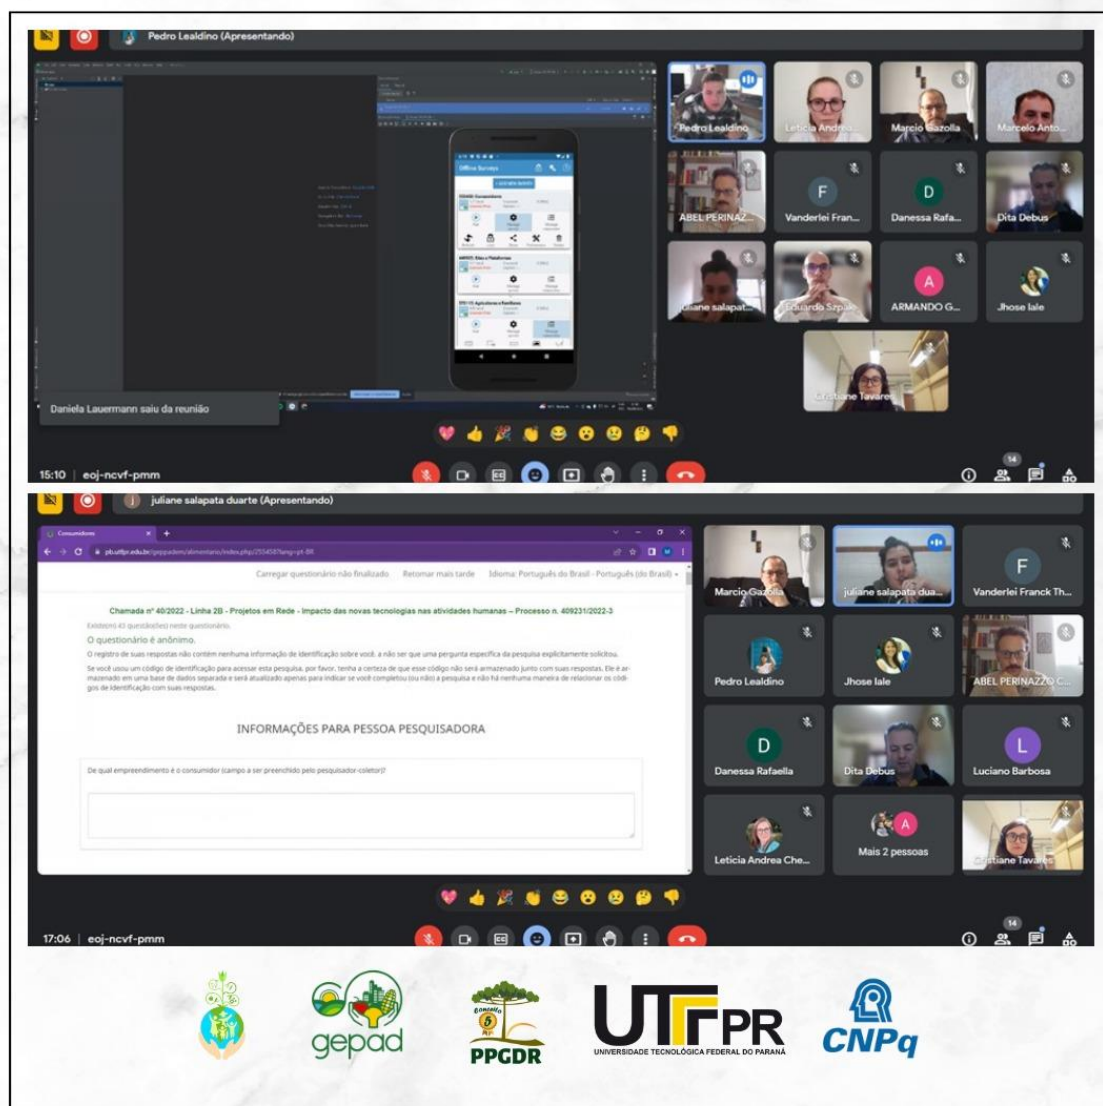 Pedro Lealdino (Apresentando)
Offline Surveys
Daniela Lauermann saiu da reunião
Pedro Lealdino
Leticia Andrea...
Marcio Gazolla
Marcelo Anto...
ABEL PERINAZ...
F
Vanderlei Fran...
D
Danessa Rafa...
Dita Debus
juliane salapat...
Eduardo Szpak
A
ARMANDO G...
Jhose Iale
Cristiane Tavares
15:10 | eoj-ncvf-pmm
14
j
juliane salapata duarte (Apresentando)
Consumidores
pb.utfpr.edu.br/geppadem/alimentario/index.php/255458?lang=pt-BR
Carregar questionário não finalizado Retomar mais tarde Idioma: Português do Brasil - Português (do Brasil)
Chamada nº 40/2022 - Linha 2B - Projetos em Rede - Impacto das novas tecnologias nas atividades humanas – Processo n. 409231/2022-3
Existe(m) 43 questão(ões) neste questionário.
O questionário é anônimo.
O registro de suas respostas não contém nenhuma informação de identificação sobre você, a não ser que uma pergunta específica da pesquisa explicitamente solicitou.
Se você usou um código de identificação para acessar esta pesquisa, por favor, tenha a certeza de que esse código não será armazenado junto com suas respostas. Ele é ar-
mazenado em uma base de dados separada e será atualizado apenas para indicar se você completou (ou não) a pesquisa e não há nenhuma maneira de relacionar os códi-
gos de identificação com suas respostas.
INFORMAÇÕES PARA PESSOA PESQUISADORA
De qual empreendimento é o consumidor (campo a ser preenchido pelo pesquisador-coletor)?
Marcio Gazolla
juliane salapata dua...
F
Vanderlei Franck Th...
Pedro Lealdino
Jhose Iale
ABEL PERINAZZO C...
D
Danessa Rafaella
Dita Debus
L
Luciano Barbosa
Leticia Andrea Che...
A
Mais 2 pessoas
Cristiane Tavares
17:06 | eoj-ncvf-pmm
14
gepad
Conceito
5
PPGDR
UTFPR
UNIVERSIDADE TECNOLÓGICA FEDERAL DO PARANÁ
CNPq